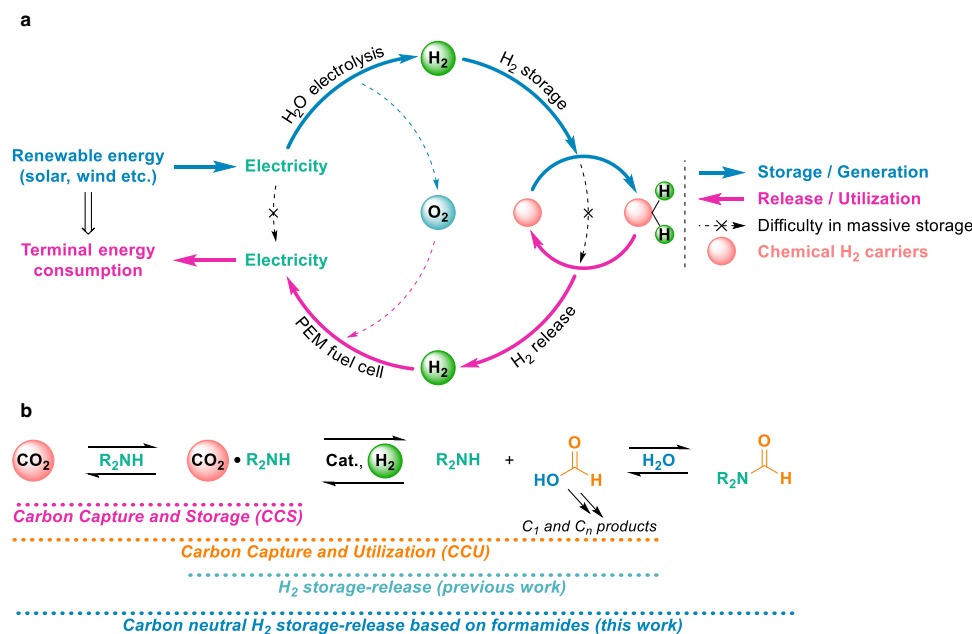 a
H₂O electrolysis
H₂
H₂ storage
Renewable energy
(solar, wind etc.)
Electricity
O₂
H
H
Storage / Generation
Release / Utilization
Difficulty in massive storage
Chemical H₂ carriers
Terminal energy
consumption
Electricity
PEM fuel cell
H₂
H₂ release
b
CO₂ R₂NH CO₂ • R₂NH Cat., H₂ R₂NH + HO O H H₂O R₂N O H
C₁ and Cₙ products
Carbon Capture and Storage (CCS)
Carbon Capture and Utilization (CCU)
H₂ storage-release (previous work)
Carbon neutral H₂ storage-release based on formamides (this work)